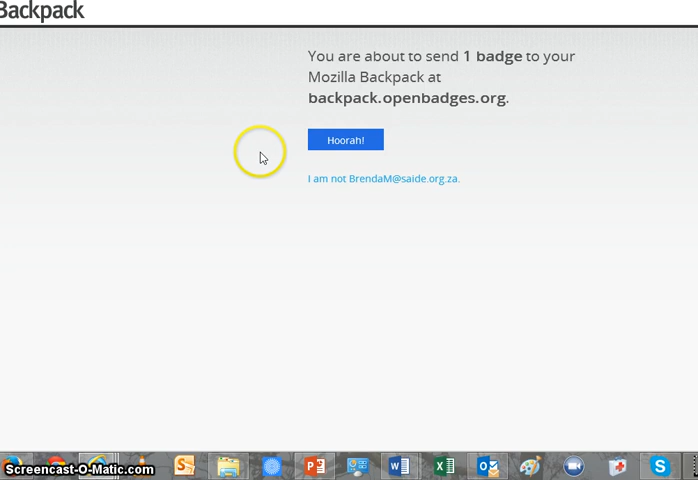 Backpack
You are about to send 1 badge to your
Mozilla Backpack at
backpack.openbadges.org.
Hoorah!
I am not BrendaM@saide.org.za.
Screencast-O-Matic.com